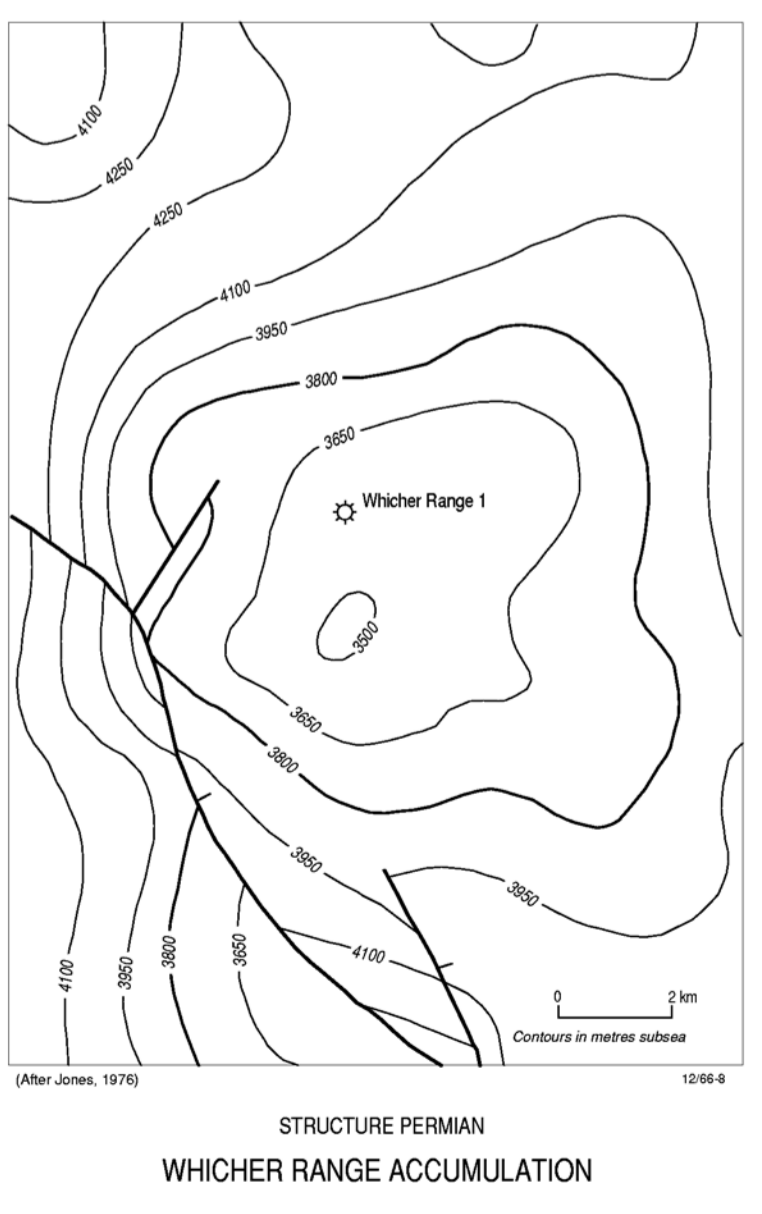 4100
4250
4250
4100
3950
3800
3650
Whicher Range 1
3500
3650
3800
3950
3950
4100
3950
3800
3650
4100
0 2 km
Contours in metres subsea
(After Jones, 1976) 12/66-8
STRUCTURE PERMIAN
WHICHER RANGE ACCUMULATION